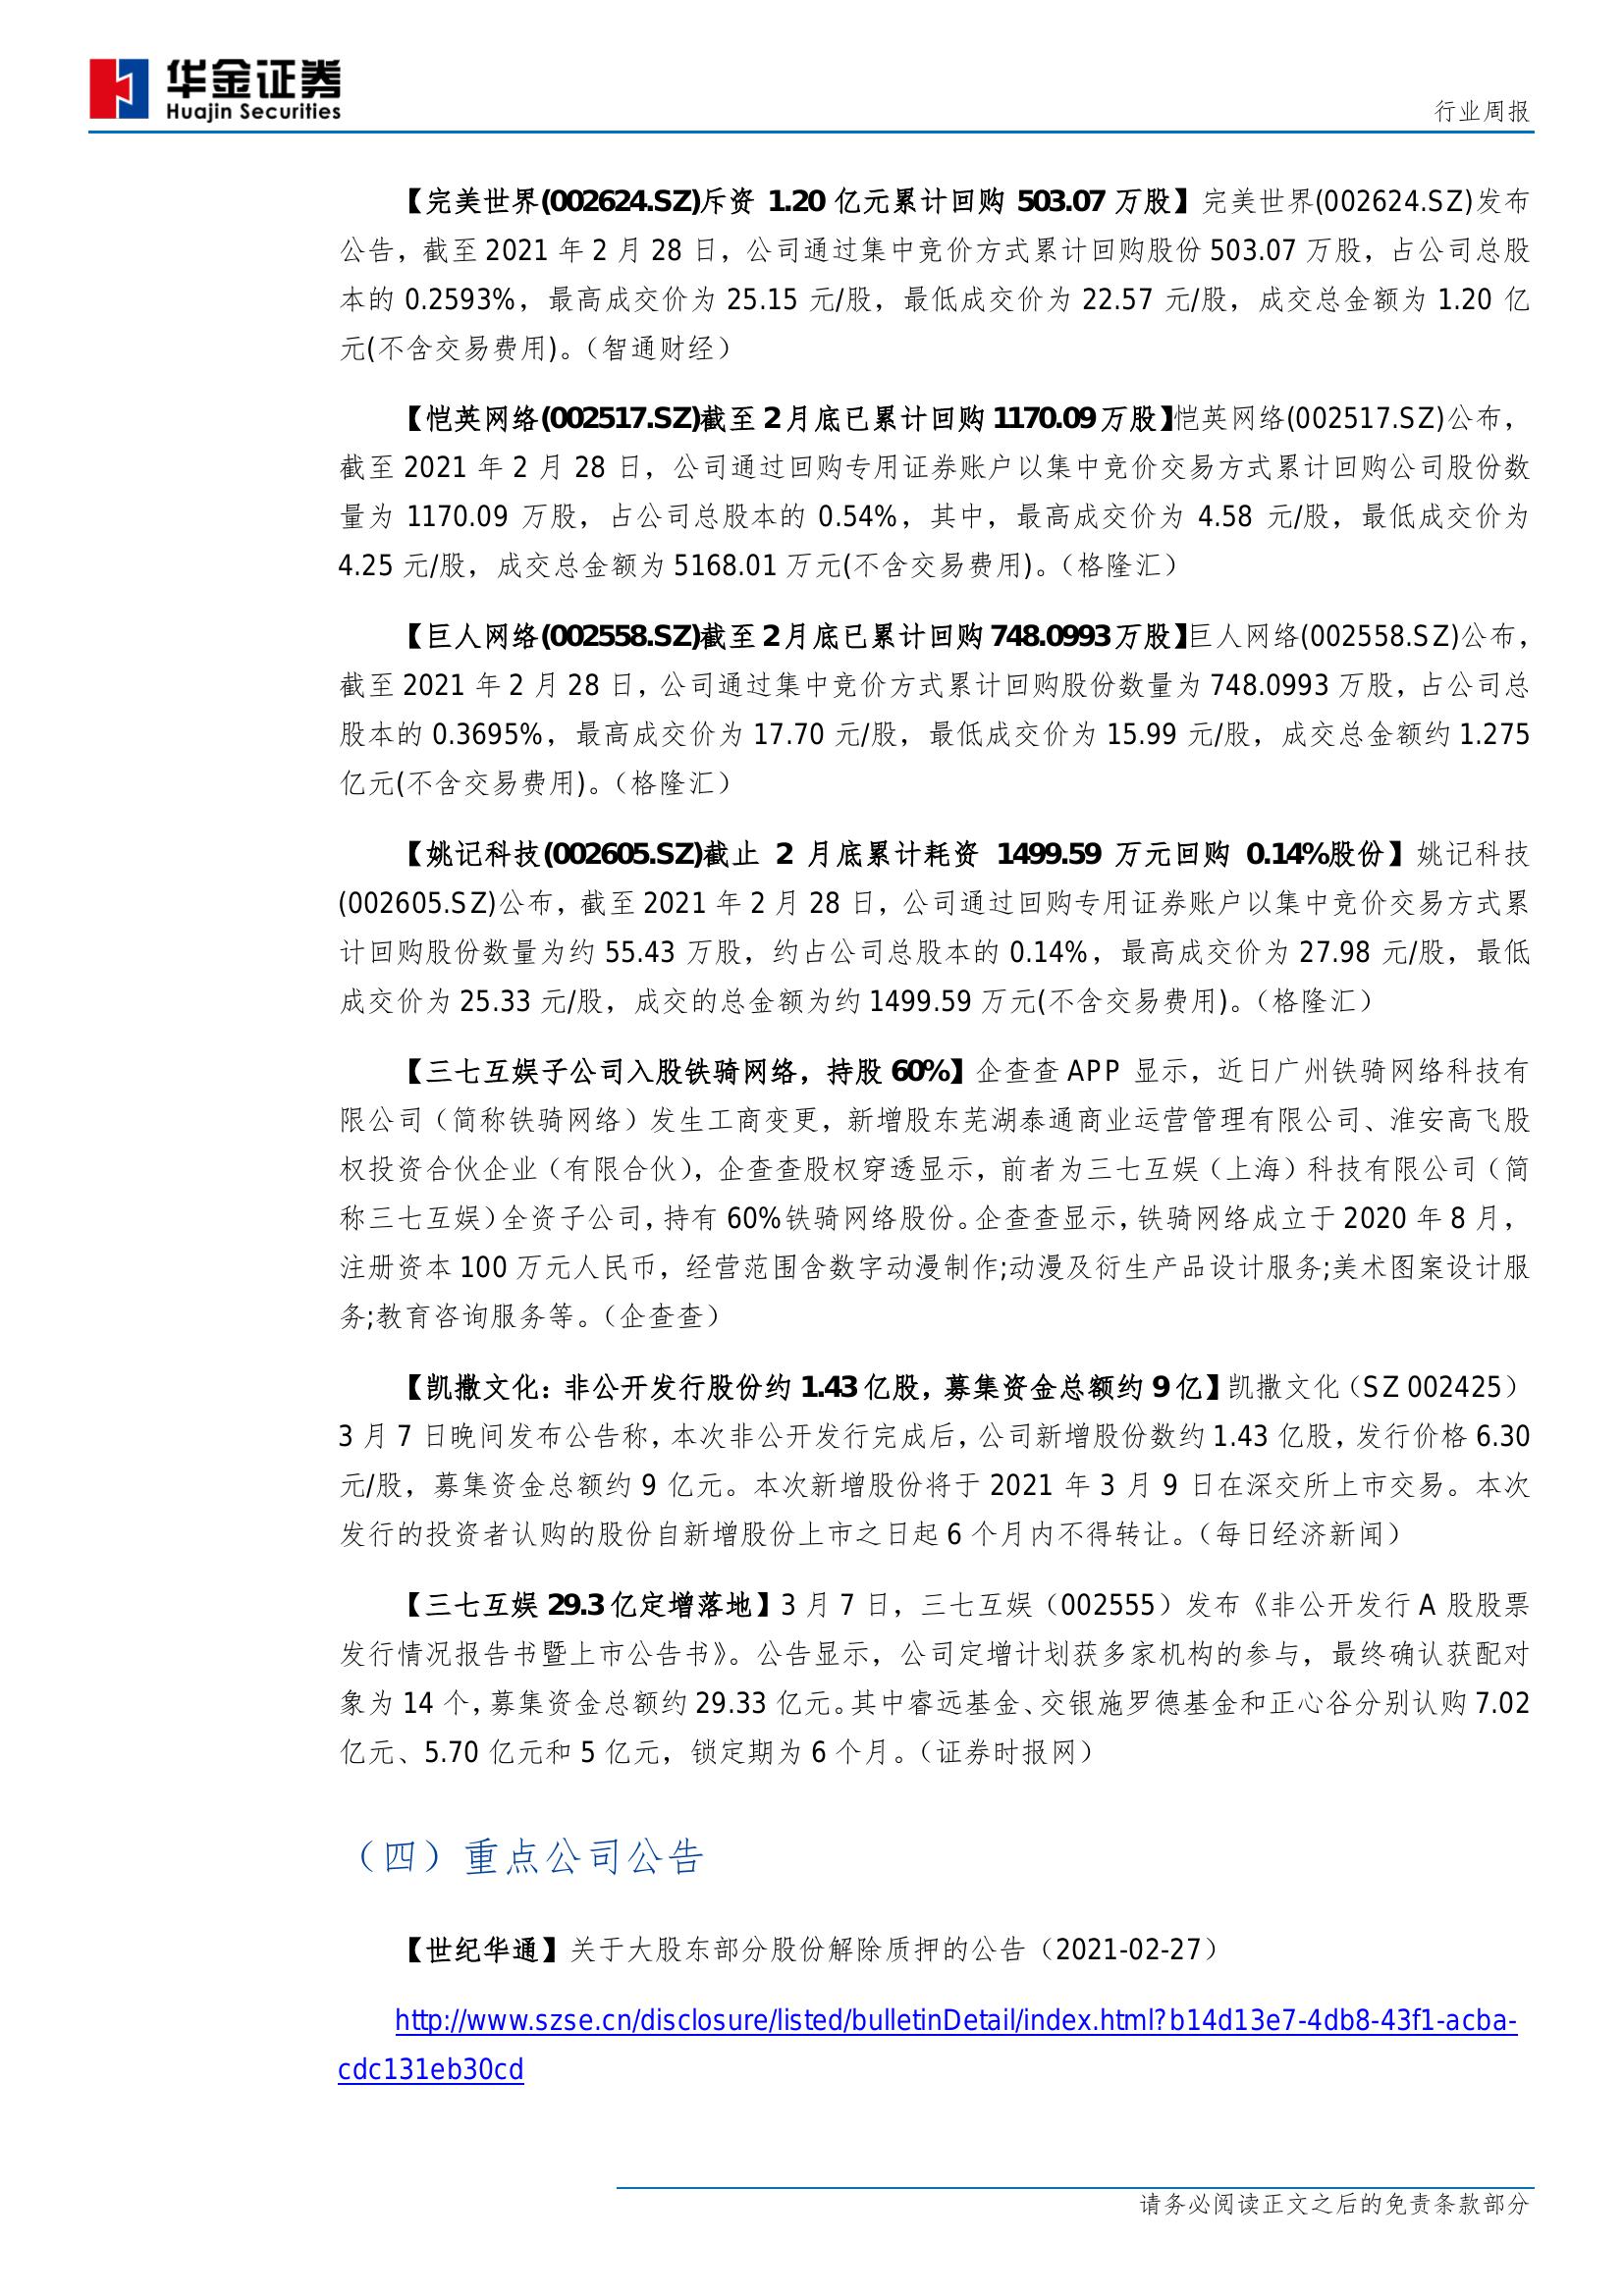 华金证券
Huajin Securities
行业周报
【完美世界(002624.SZ)斥资 1.20 亿元累计回购 503.07 万股】完美世界(002624.SZ)发布
公告，截至 2021 年 2 月 28 日，公司通过集中竞价方式累计回购股份 503.07 万股，占公司总股
本的 0.2593%，最高成交价为 25.15 元/股，最低成交价为 22.57 元/股，成交总金额为 1.20 亿
元(不含交易费用)。（智通财经）
【恺英网络(002517.SZ)截至 2 月底已累计回购 1170.09 万股】恺英网络(002517.SZ)公布，
截至 2021 年 2 月 28 日，公司通过回购专用证券账户以集中竞价交易方式累计回购公司股份数
量为 1170.09 万股，占公司总股本的 0.54%，其中，最高成交价为 4.58 元/股，最低成交价为
4.25 元/股，成交总金额为 5168.01 万元(不含交易费用)。（格隆汇）
【巨人网络(002558.SZ)截至 2 月底已累计回购 748.0993 万股】巨人网络(002558.SZ)公布，
截至 2021 年 2 月 28 日，公司通过集中竞价方式累计回购股份数量为 748.0993 万股，占公司总
股本的 0.3695%，最高成交价为 17.70 元/股，最低成交价为 15.99 元/股，成交总金额约 1.275
亿元(不含交易费用)。（格隆汇）
【姚记科技(002605.SZ)截止 2 月底累计耗资 1499.59 万元回购 0.14%股份】姚记科技
(002605.SZ)公布，截至 2021 年 2 月 28 日，公司通过回购专用证券账户以集中竞价交易方式累
计回购股份数量为约 55.43 万股，约占公司总股本的 0.14%，最高成交价为 27.98 元/股，最低
成交价为 25.33 元/股，成交的总金额为约 1499.59 万元(不含交易费用)。（格隆汇）
【三七互娱子公司入股铁骑网络，持股 60%】企查查 APP 显示，近日广州铁骑网络科技有
限公司（简称铁骑网络）发生工商变更，新增股东芜湖泰通商业运营管理有限公司、淮安高飞股
权投资合伙企业（有限合伙），企查查股权穿透显示，前者为三七互娱（上海）科技有限公司（简
称三七互娱）全资子公司，持有 60%铁骑网络股份。企查查显示，铁骑网络成立于 2020 年 8 月，
注册资本 100 万元人民币，经营范围含数字动漫制作;动漫及衍生产品设计服务;美术图案设计服
务;教育咨询服务等。（企查查）
【凯撒文化：非公开发行股份约 1.43 亿股，募集资金总额约 9 亿】凯撒文化（SZ 002425）
3 月 7 日晚间发布公告称，本次非公开发行完成后，公司新增股份数约 1.43 亿股，发行价格 6.30
元/股，募集资金总额约 9 亿元。本次新增股份将于 2021 年 3 月 9 日在深交所上市交易。本次
发行的投资者认购的股份自新增股份上市之日起 6 个月内不得转让。（每日经济新闻）
【三七互娱 29.3 亿定增落地】3 月 7 日，三七互娱（002555）发布《非公开发行 A 股股票
发行情况报告书暨上市公告书》。公告显示，公司定增计划获多家机构的参与，最终确认获配对
象为 14 个，募集资金总额约 29.33 亿元。其中睿远基金、交银施罗德基金和正心谷分别认购 7.02
亿元、5.70 亿元和 5 亿元，锁定期为 6 个月。（证券时报网）
（四）重点公司公告
【世纪华通】关于大股东部分股份解除质押的公告（2021-02-27）
http://www.szse.cn/disclosure/listed/bulletinDetail/index.html?b14d13e7-4db8-43f1-acba-
cdc131eb30cd
请务必阅读正文之后的免责条款部分